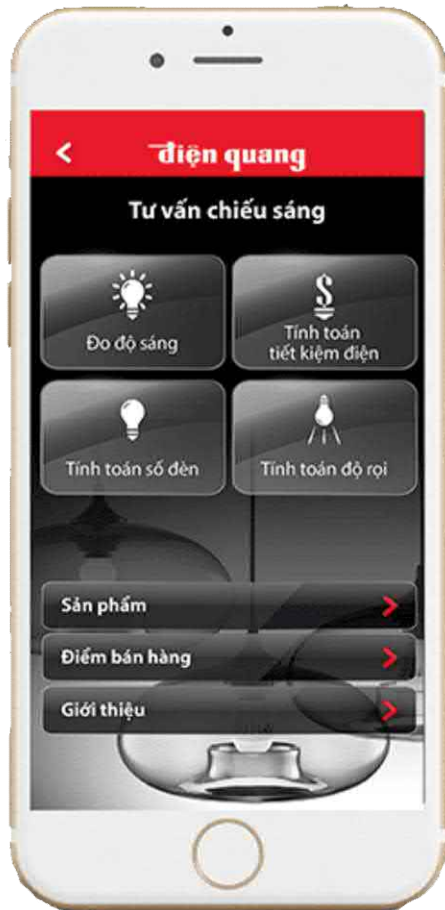 điện quang
Tư vấn chiếu sáng
Đo độ sáng
Tính toán
tiết kiệm điện
Tính toán số đèn
Tính toán độ rọi
Sản phẩm
Điểm bán hàng
Giới thiệu